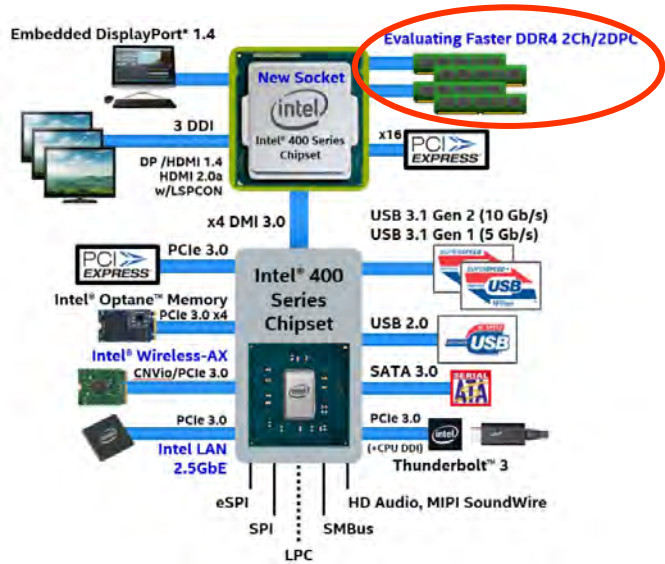 Embedded DisplayPort* 1.4
Evaluating Faster DDR4 2Ch/2DPC
New Socket
intel
Intel® 400 Series
Chipset
3 DDI
DP /HDMI 1.4
HDMI 2.0a
w/LSPCON
x16
PCI
EXPRESS
x4 DMI 3.0
USB 3.1 Gen 2 (10 Gb/s)
USB 3.1 Gen 1 (5 Gb/s)
PCI
EXPRESS
PCIe 3.0
Intel® 400
Series
Chipset
SUPERSPEED+
SUPERSPEED+
USB
Intel® Optane™ Memory
PCIe 3.0 x4
USB 2.0
USB
Intel® Wireless-AX
CNVio/PCIe 3.0
SATA 3.0
SERIAL
ATA
intel
PCIe 3.0
Intel LAN
2.5GbE
PCIe 3.0
(+CPU DDI)
intel
Thunderbolt™ 3
eSPI
SPI
LPC
SMBus
HD Audio, MIPI SoundWire